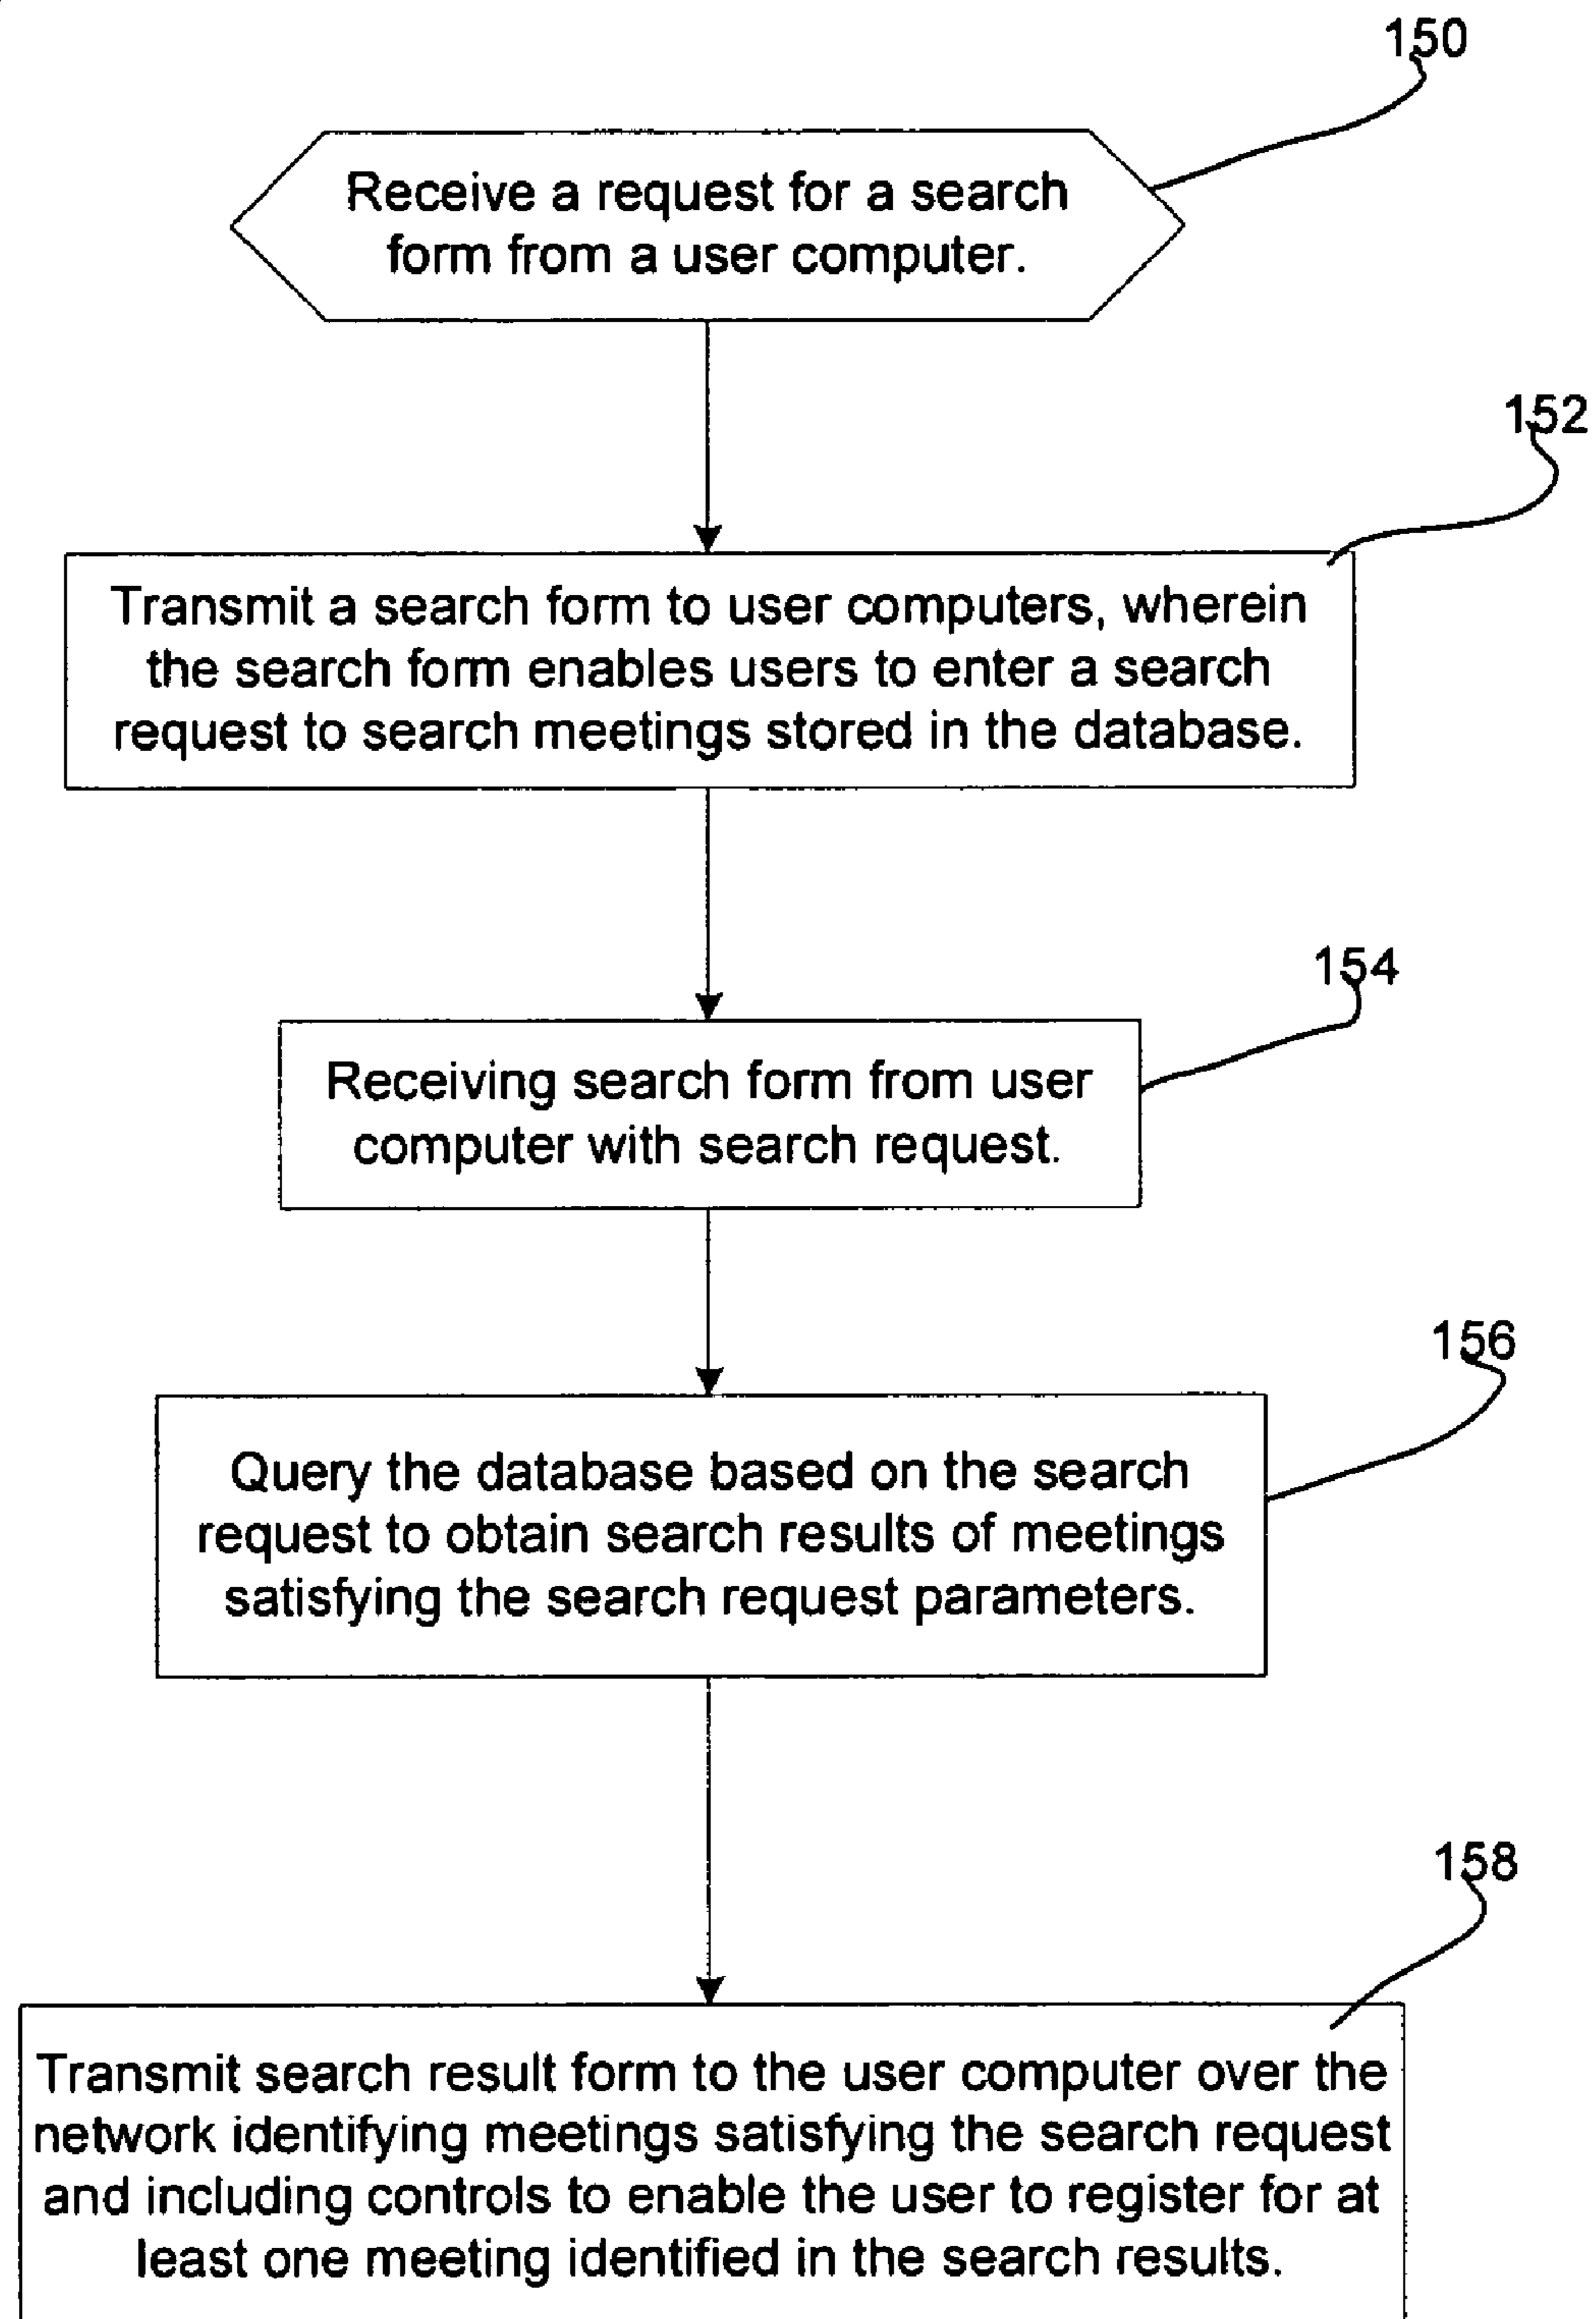 150
Receive a request for a search
form from a user computer.
152
Transmit a search form to user computers, wherein
the search form enables users to enter a search
request to search meetings stored in the database.
154
Receiving search form from user
computer with search request.
156
Query the database based on the search
request to obtain search results of meetings
satisfying the search request parameters.
158
Transmit search result form to the user computer over the
network identifying meetings satisfying the search request
and including controls to enable the user to register for at
least one meeting identified in the search results.